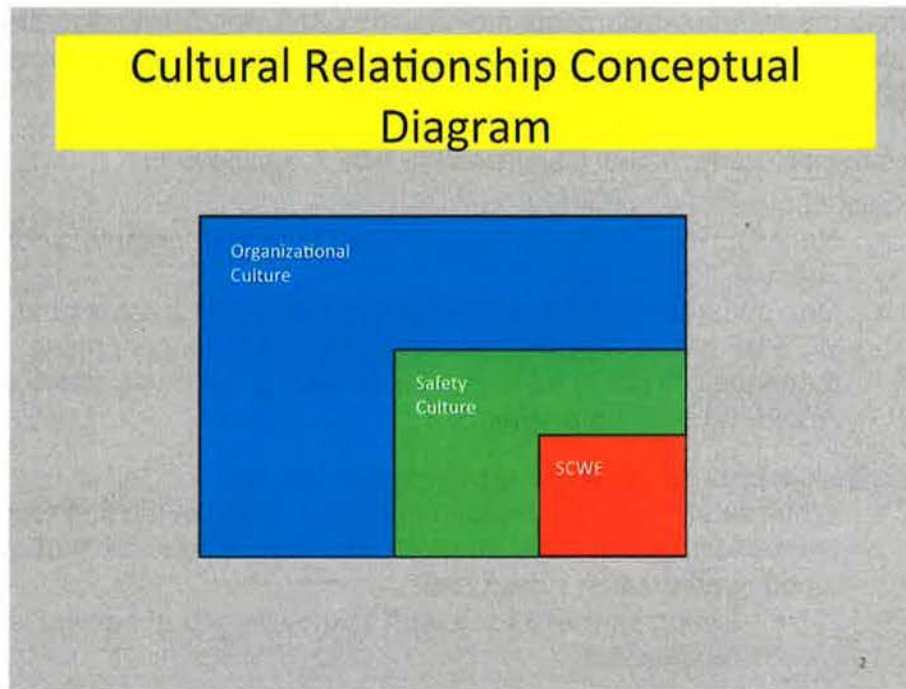 Cultural Relationship Conceptual
Diagram
Organizational
Culture
Safety
Culture
SCWE
2